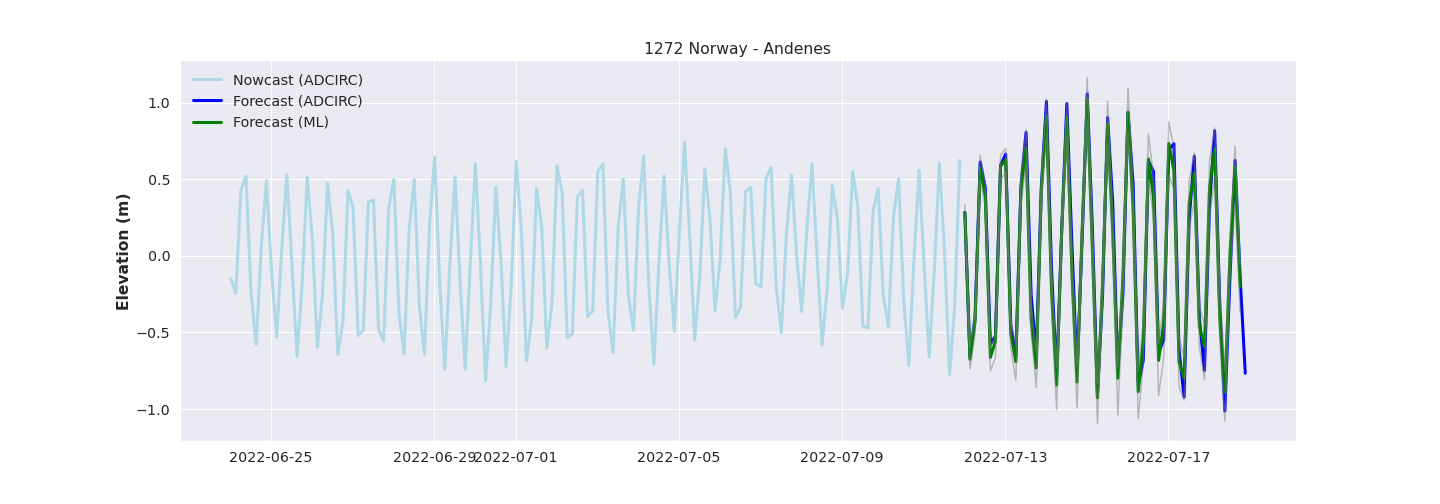 1272 Norway - Andenes
Nowcast (ADCIRC)
Forecast (ADCIRC)
Forecast (ML)
Elevation (m)
1.0
0.5
0.0
−0.5
−1.0
2022-06-25 2022-06-29 2022-07-01 2022-07-05 2022-07-09 2022-07-13 2022-07-17